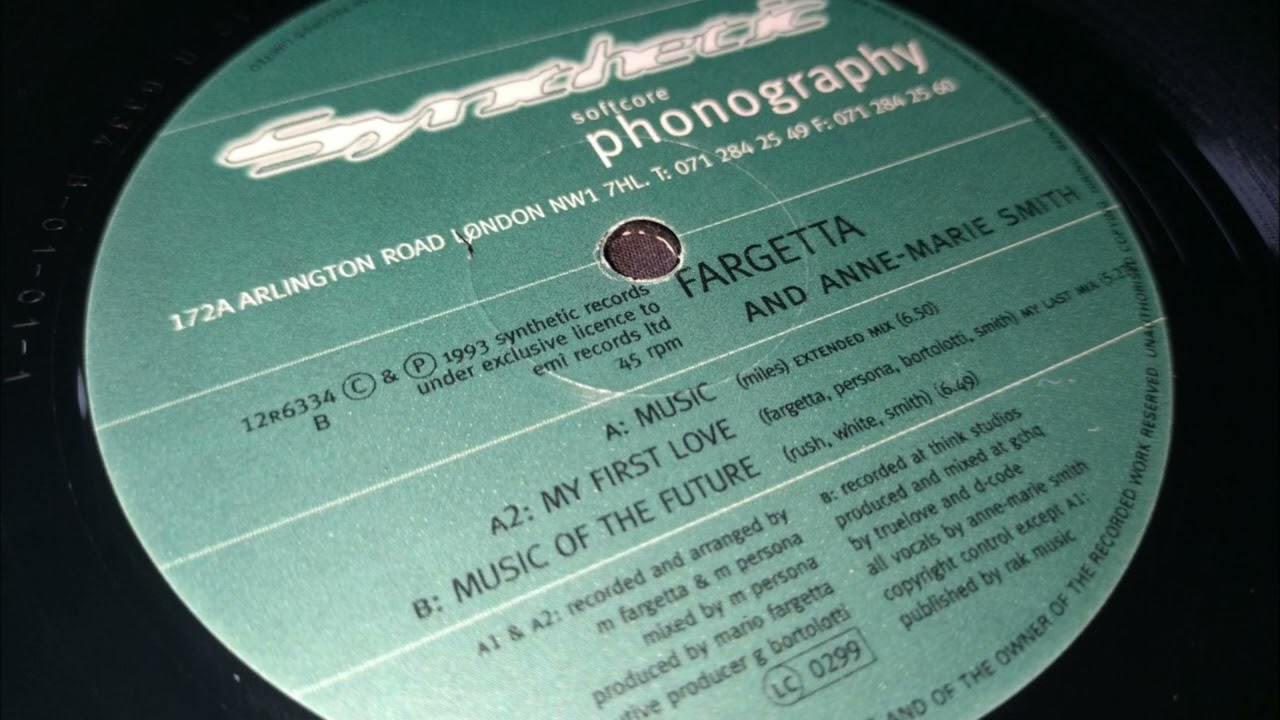 Synthetic
softcore
phonography
172A ARLINGTON ROAD LONDON NW1 7HL. T: 071 284 25 49 F: 071 284 25 60
FARGETTA
AND ANNE-MARIE SMITH
12R6334 Ⓒ & Ⓟ 1993 synthetic records
B
under exclusive licence to
emi records ltd
45 rpm
A: MUSIC (miles) EXTENDED MIX (6.50)
A2: MY FIRST LOVE (fargetta, persona, bortolotti, smith) MY LAST MIX
B: MUSIC OF THE FUTURE (rush, white, smith) (6.49)
A1 & A2: recorded and arranged by
m fargetta & m persona
mixed by m persona
produced by mario fargetta
producer g bortolotti
B: recorded at think studios
produced and mixed at gchq
by truelove and d-code
all vocals by anne-marie smith
copyright control except A1:
published by rak music
LC 0299
AND OF THE OWNER OF THE RECORDED WORK RESERVED
B-01-01-1